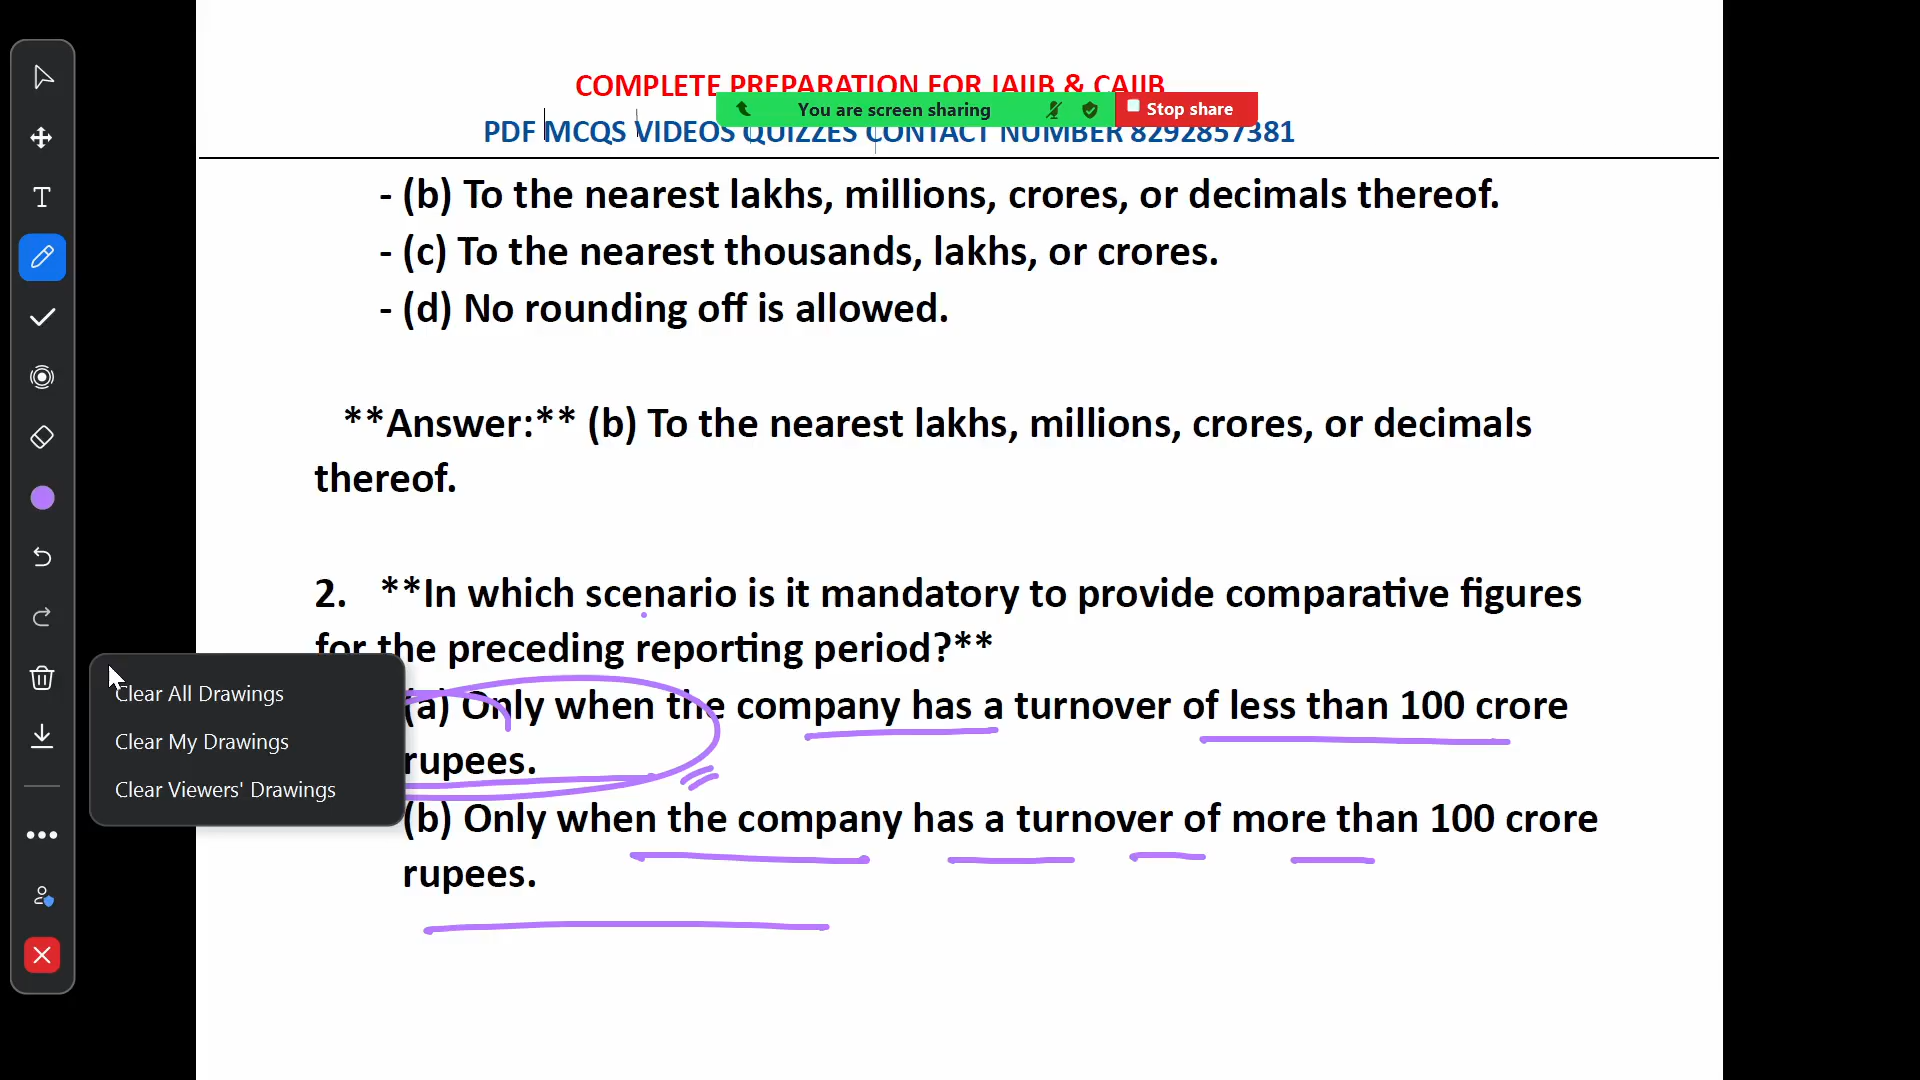 COMPLETE PREPARATION FOR JAIIB & CAIIB
You are screen sharing
Stop share
PDF MCQS VIDEOS QUIZZES CONTACT NUMBER 8292857381
- (b) To the nearest lakhs, millions, crores, or decimals thereof.
- (c) To the nearest thousands, lakhs, or crores.
- (d) No rounding off is allowed.
**Answer:** (b) To the nearest lakhs, millions, crores, or decimals
thereof.
2. **In which scenario is it mandatory to provide comparative figures
for the preceding reporting period?**
(a) Only when the company has a turnover of less than 100 crore
rupees.
(b) Only when the company has a turnover of more than 100 crore
rupees.
Clear All Drawings
Clear My Drawings
Clear Viewers' Drawings